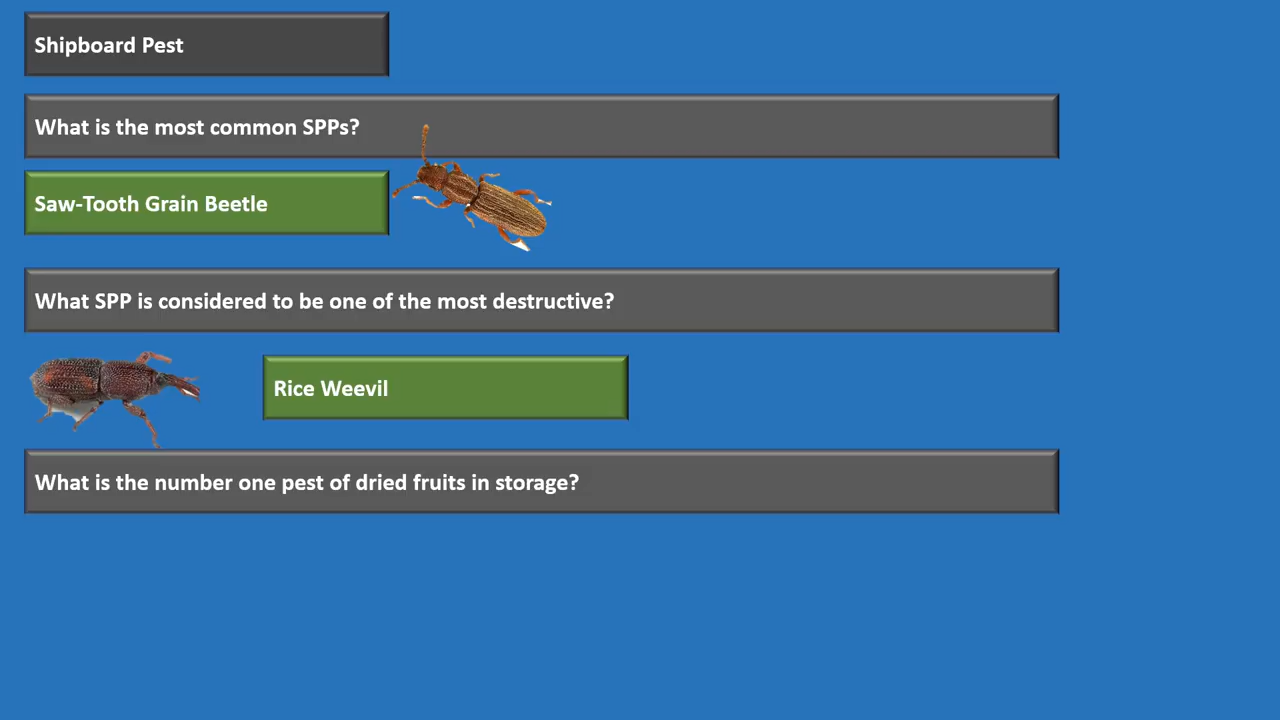 Shipboard Pest
What is the most common SPPs?
Saw-Tooth Grain Beetle
What SPP is considered to be one of the most destructive?
Rice Weevil
What is the number one pest of dried fruits in storage?